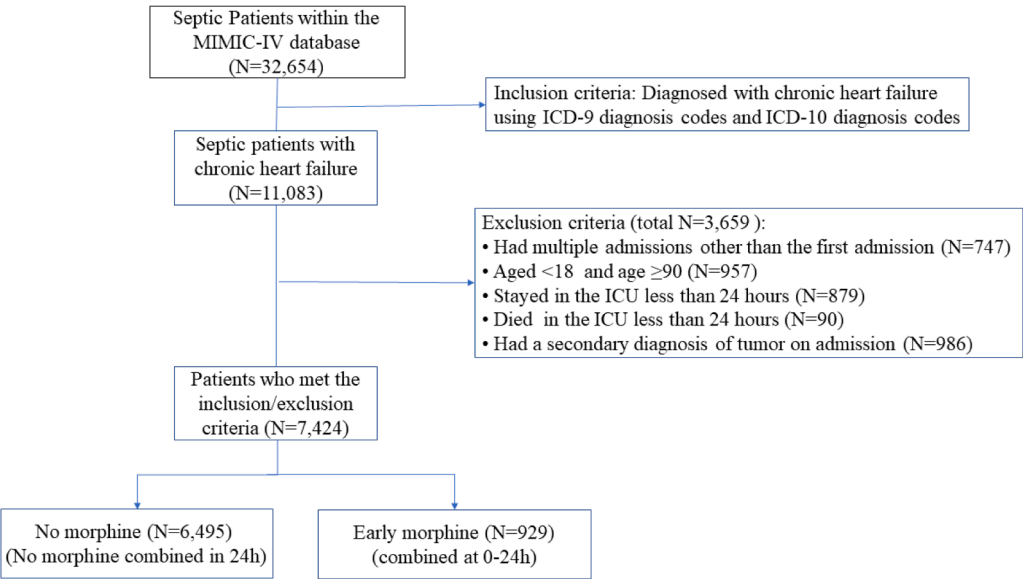 Septic Patients within the
MIMIC-IV database
(N=32,654)
Inclusion criteria: Diagnosed with chronic heart failure
using ICD-9 diagnosis codes and ICD-10 diagnosis codes
Septic patients with
chronic heart failure
(N=11,083)
Exclusion criteria (total N=3,659 ):
• Had multiple admissions other than the first admission (N=747)
• Aged <18 and age ≥90 (N=957)
• Stayed in the ICU less than 24 hours (N=879)
• Died in the ICU less than 24 hours (N=90)
• Had a secondary diagnosis of tumor on admission (N=986)
Patients who met the
inclusion/exclusion
criteria (N=7,424)
No morphine (N=6,495)
(No morphine combined in 24h)
Early morphine (N=929)
(combined at 0-24h)